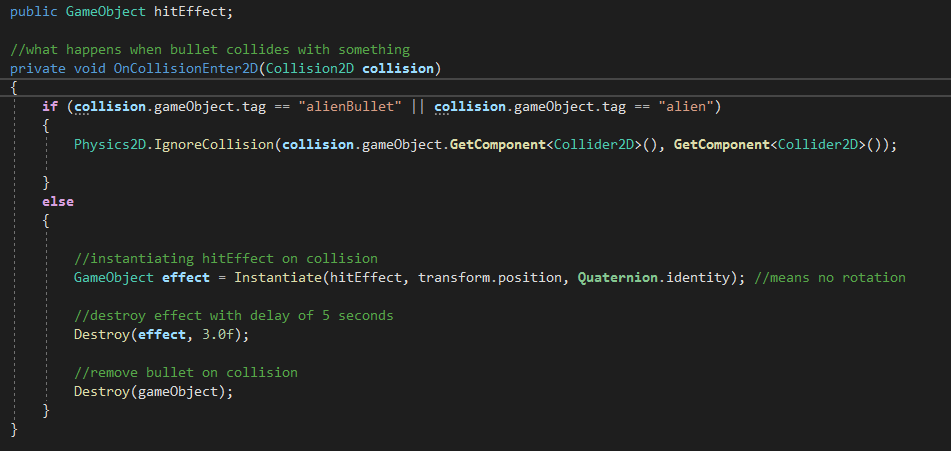 public GameObject hitEffect;
//what happens when bullet collides with something
private void OnCollisionEnter2D(Collision2D collision)
{
if (collision.gameObject.tag == "alienBullet" || collision.gameObject.tag == "alien")
{
Physics2D.IgnoreCollision(collision.gameObject.GetComponent<Collider2D>(), GetComponent<Collider2D>());
}
else
{
//instantiating hitEffect on collision
GameObject effect = Instantiate(hitEffect, transform.position, Quaternion.identity); //means no rotation
//destroy effect with delay of 5 seconds
Destroy(effect, 3.0f);
//remove bullet on collision
Destroy(gameObject);
}
}